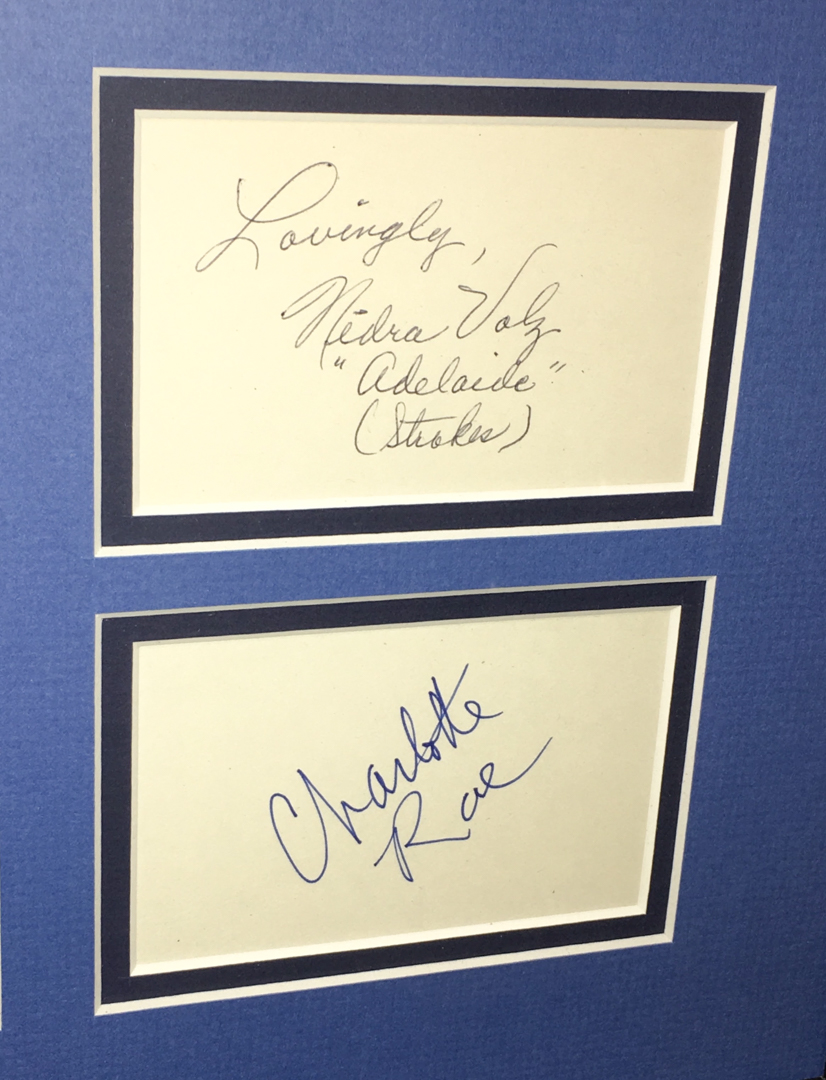 Lovingly,
Nedra Volz
"Adelaide"
(Strokes)
Charlotte
Rae